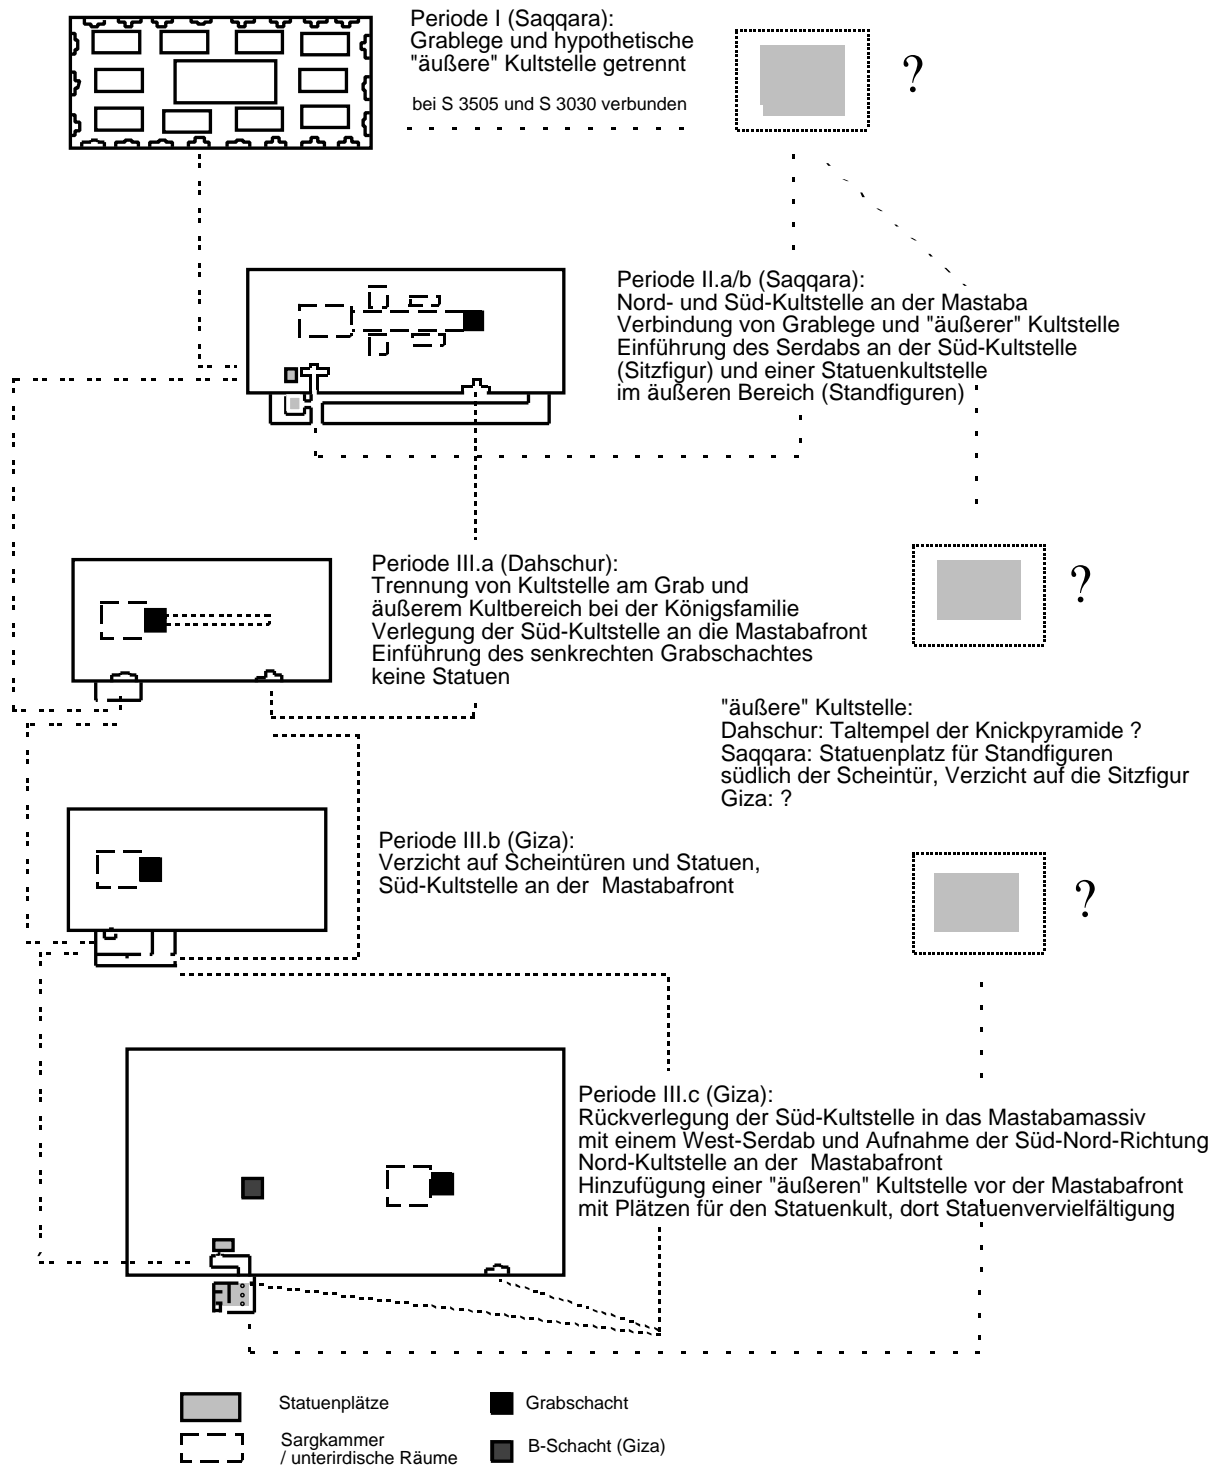 Periode I (Saqqara):
Grablege und hypothetische
"äußere" Kultstelle getrennt
bei S 3505 und S 3030 verbunden
?
Periode II.a/b (Saqqara):
Nord- und Süd-Kultstelle an der Mastaba
Verbindung von Grablege und "äußerer" Kultstelle
Einführung des Serdabs an der Süd-Kultstelle
(Sitzfigur) und einer Statuenkultstelle
im äußeren Bereich (Standfiguren)
Periode III.a (Dahschur):
Trennung von Kultstelle am Grab und
äußerem Kultbereich bei der Königsfamilie
Verlegung der Süd-Kultstelle an die Mastabafront
Einführung des senkrechten Grabschachtes
keine Statuen
?
"äußere" Kultstelle:
Dahschur: Taltempel der Knickpyramide ?
Saqqara: Statuenplatz für Standfiguren
südlich der Scheintür, Verzicht auf die Sitzfigur
Giza: ?
Periode III.b (Giza):
Verzicht auf Scheintüren und Statuen,
Süd-Kultstelle an der Mastabafront
?
Periode III.c (Giza):
Rückverlegung der Süd-Kultstelle in das Mastabamassiv
mit einem West-Serdab und Aufnahme der Süd-Nord-Richtung
Nord-Kultstelle an der Mastabafront
Hinzufügung einer "äußeren" Kultstelle vor der Mastabafront
mit Plätzen für den Statuenkult, dort Statuenvervielfältigung
Statuenplätze
Grabschacht
Sargkammer
/ unterirdische Räume
B-Schacht (Giza)